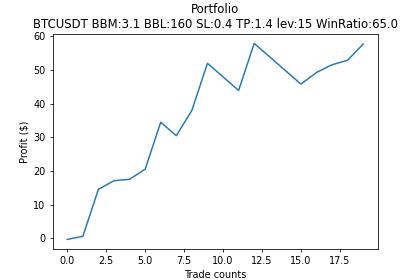 Portfolio
BTCUSDT BBM:3.1 BBL:160 SL:0.4 TP:1.4 lev:15 WinRatio:65.0
60
50
40
30
20
10
0
Profit ($)
0.0 2.5 5.0 7.5 10.0 12.5 15.0 17.5
Trade counts